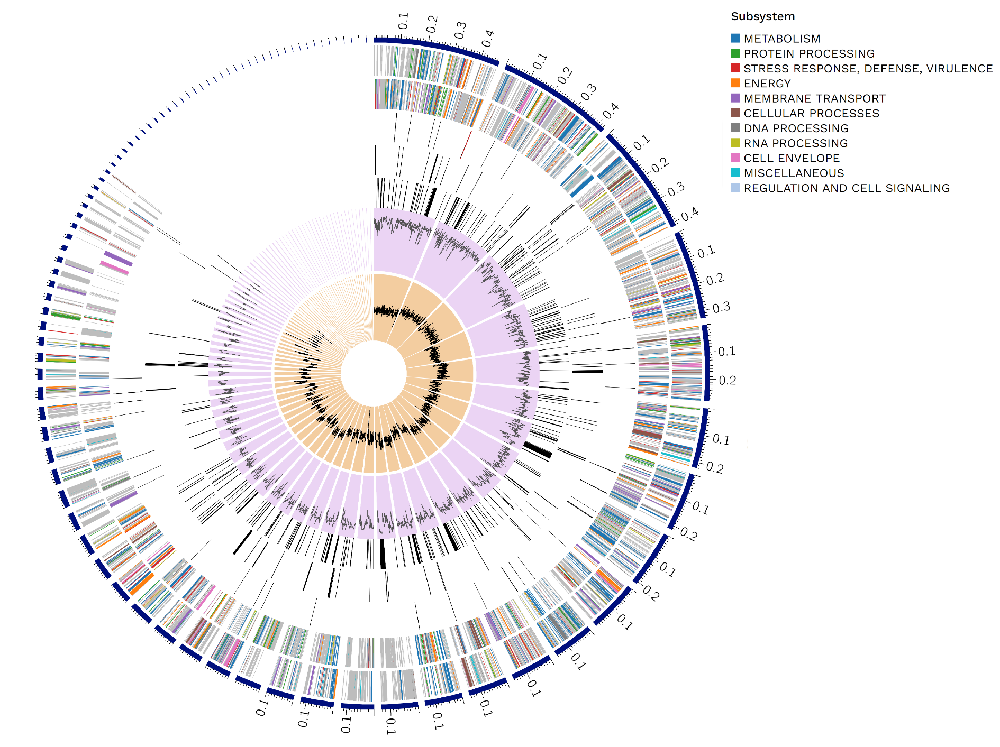 Subsystem
METABOLISM
PROTEIN PROCESSING
STRESS RESPONSE, DEFENSE, VIRULENCE
ENERGY
MEMBRANE TRANSPORT
CELLULAR PROCESSES
DNA PROCESSING
RNA PROCESSING
CELL ENVELOPE
MISCELLANEOUS
REGULATION AND CELL SIGNALING
0.1
0.2
0.3
0.4
0.1
0.2
0.3
0.4
0.1
0.2
0.3
0.4
0.1
0.2
0.3
0.1
0.2
0.1
0.2
0.1
0.2
0.1
0.2
0.1
0.1
0.1
0.1
0.1
0.1
0.1
0.1
0.1